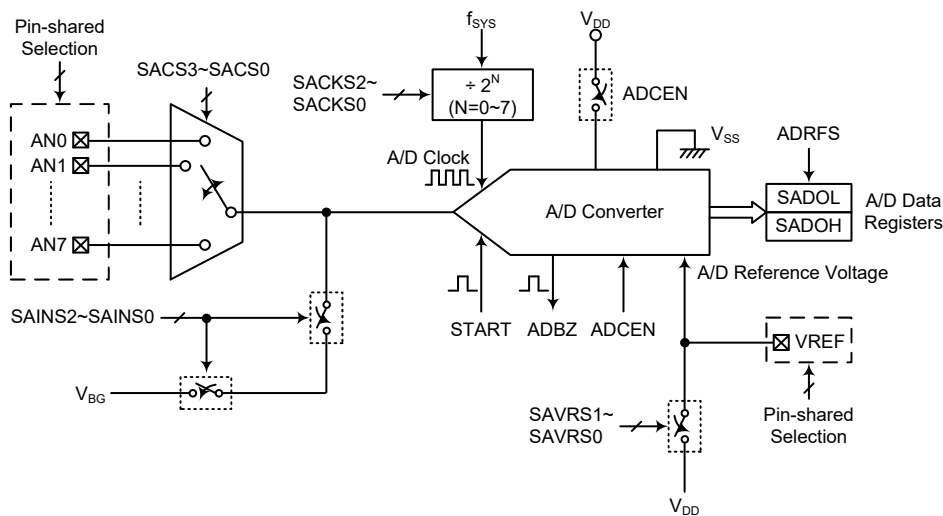 Pin-shared
Selection
SACS3~SACS0
AN0
AN1
AN7
SAINS2~SAINS0
VBG
fSYS
SACKS2~
SACKS0
÷ 2N
(N=0~7)
A/D Clock
VDD
ADCEN
VSS
A/D Converter
ADRFS
SADOL
SADOH
A/D Data
Registers
START
ADBZ
ADCEN
A/D Reference Voltage
VREF
Pin-shared
Selection
SAVRS1~
SAVRS0
VDD